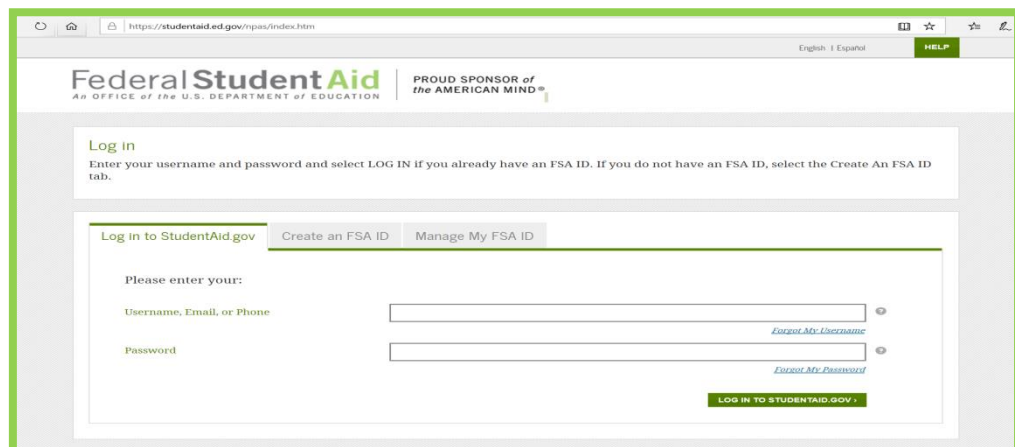 https://studentaid.ed.gov/npas/index.htm
English | Español
HELP
Federal Student Aid
An OFFICE of the U.S. DEPARTMENT of EDUCATION
PROUD SPONSOR of
the AMERICAN MIND®
Log in
Enter your username and password and select LOG IN if you already have an FSA ID. If you do not have an FSA ID, select the Create An FSA ID
tab.
Log in to StudentAid.gov
Create an FSA ID
Manage My FSA ID
Please enter your:
Username, Email, or Phone
?
Forgot My Username
Password
?
Forgot My Password
LOG IN TO STUDENTAID.GOV ›